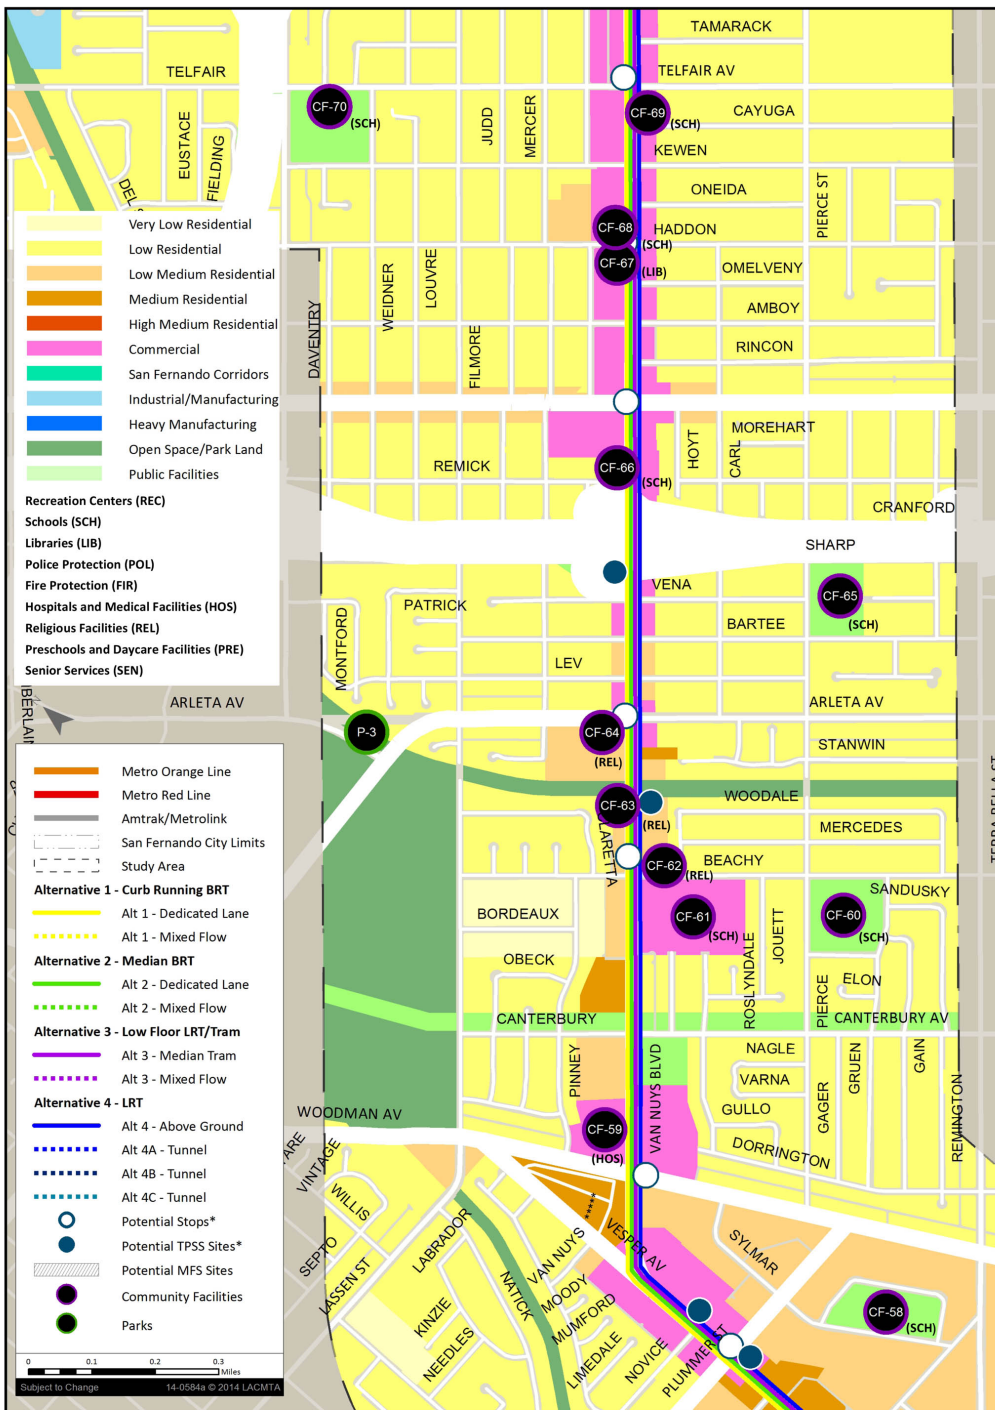 TAMARACK
TELFAIR
TELFAIR AV
CF-70
(SCH)
CF-69
(SCH)
CAYUGA
EUSTACE
FIELDING
JUDD
MERCER
KEWEN
ONEIDA
PIERCE ST
CF-68
(SCH)
HADDON
CF-67
(LIB)
OMELVENY
AMBOY
RINCON
WEIDNER
LOUVRE
DAVENTRY
FILMORE
Very Low Residential
Low Residential
Low Medium Residential
Medium Residential
High Medium Residential
Commercial
San Fernando Corridors
Industrial/Manufacturing
Heavy Manufacturing
Open Space/Park Land
Public Facilities
Recreation Centers (REC)
Schools (SCH)
Libraries (LIB)
Police Protection (POL)
Fire Protection (FIR)
Hospitals and Medical Facilities (HOS)
Religious Facilities (REL)
Preschools and Daycare Facilities (PRE)
Senior Services (SEN)
MOREHART
HOYT
CARL
REMICK
CF-66
(SCH)
CRANFORD
SHARP
VENA
PATRICK
CF-65
(SCH)
BARTEE
MONTFORD
LEV
ARLETA AV
ARLETA AV
P-3
CF-64
(REL)
STANWIN
WOODALE
CF-63
(REL)
MERCEDES
CF-62
(REL)
BEACHY
SANDUSKY
BORDEAUX
CF-61
(SCH)
CF-60
(SCH)
JOUETT
ROSLYNDALE
OBECK
ELON
PIERCE
CANTERBURY
CANTERBURY AV
NAGLE
VARNA
GULLO
GAGER
GRUEN
GAIN
REMINGTON
DORRINGTON
PINNEY
VAN NUYS BLVD
WOODMAN AV
CF-59
(HOS)
VINTAGE
WILLIS
SEPTO
LASSEN ST
LABRADOR
NATICK
KINZIE
NEEDLES
VAN NUYS
VESPER AV
MOODY
MUMFORD
LIMEDALE
NOVICE
PLUMMER ST
SYLMAR
CF-58
(SCH)
Metro Orange Line
Metro Red Line
Amtrak/Metrolink
San Fernando City Limits
Study Area
Alternative 1 - Curb Running BRT
Alt 1 - Dedicated Lane
Alt 1 - Mixed Flow
Alternative 2 - Median BRT
Alt 2 - Dedicated Lane
Alt 2 - Mixed Flow
Alternative 3 - Low Floor LRT/Tram
Alt 3 - Median Tram
Alt 3 - Mixed Flow
Alternative 4 - LRT
Alt 4 - Above Ground
Alt 4A - Tunnel
Alt 4B - Tunnel
Alt 4C - Tunnel
Potential Stops*
Potential TPSS Sites*
Potential MFS Sites
Community Facilities
Parks
0 0.1 0.2 0.3
Miles
Subject to Change 14-0584a © 2014 LACMTA